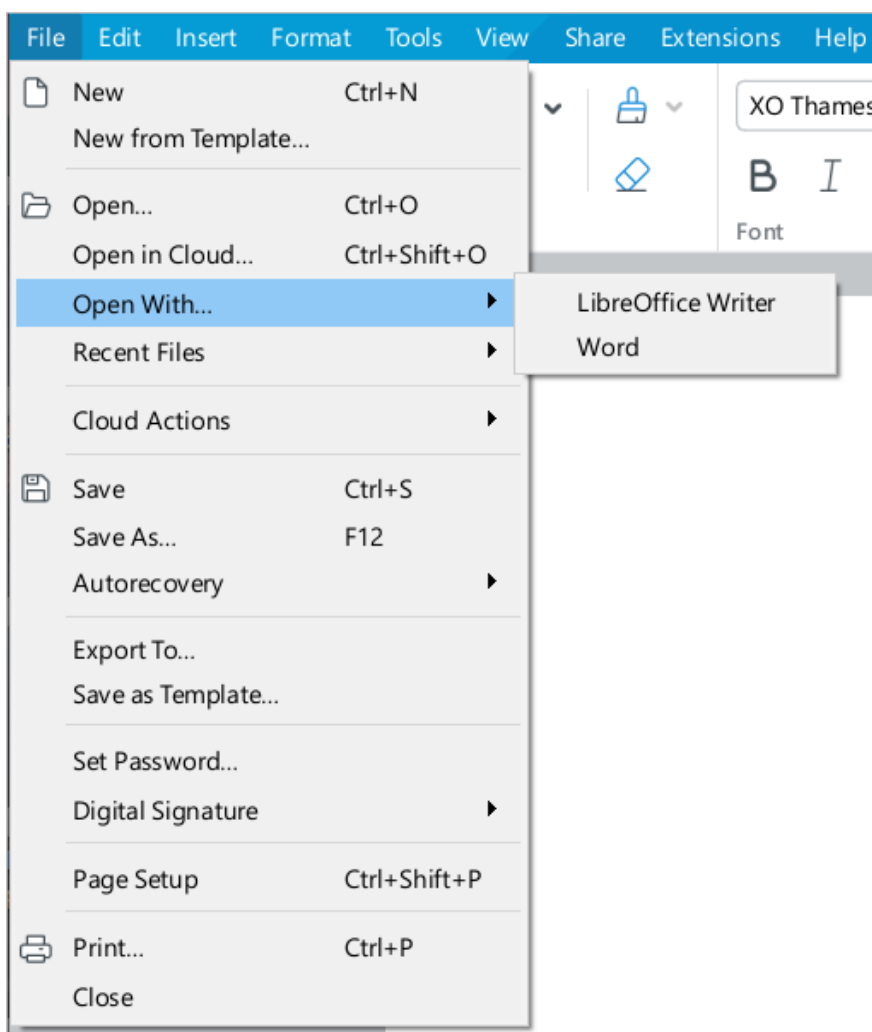 File Edit Insert Format Tools View Share Extensions Help
New Ctrl+N
New from Template...
Open... Ctrl+O
Open in Cloud... Ctrl+Shift+O
Open With...
Recent Files
Cloud Actions
Save Ctrl+S
Save As... F12
Autorecovery
Export To...
Save as Template...
Set Password...
Digital Signature
Page Setup Ctrl+Shift+P
Print... Ctrl+P
Close
LibreOffice Writer
Word
XO Thames
B I
Font